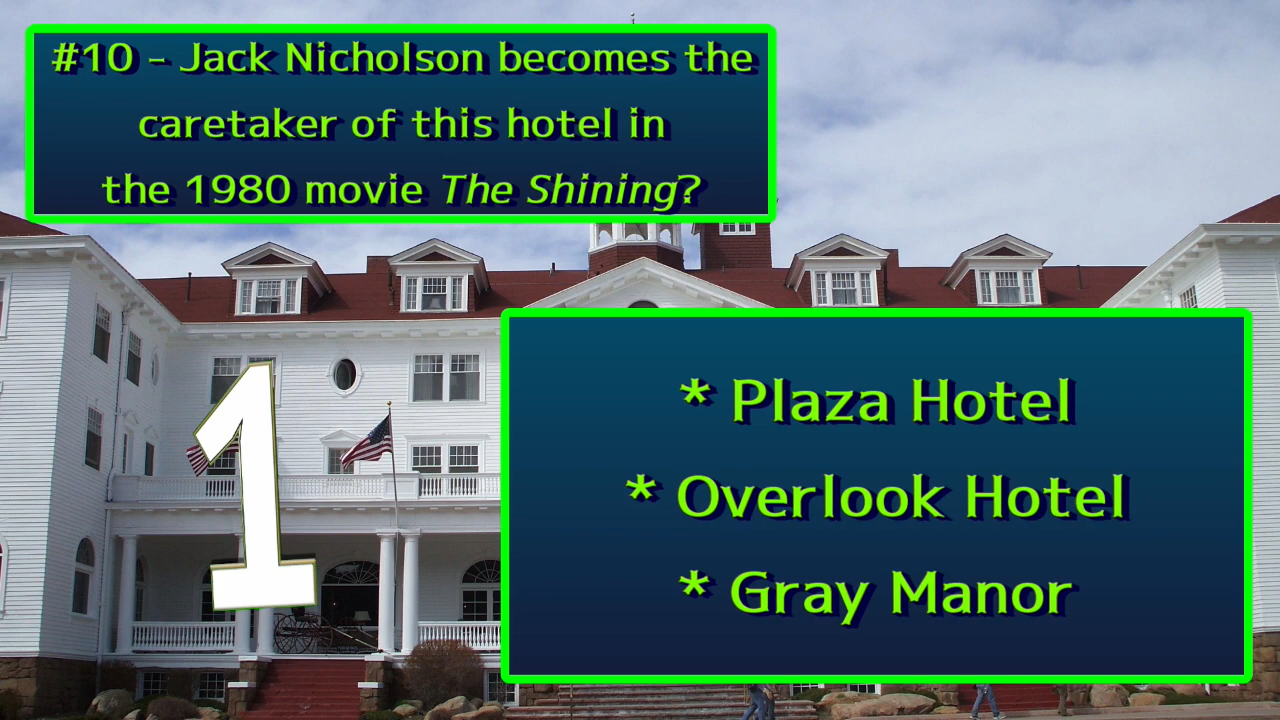 #10 - Jack Nicholson becomes the
caretaker of this hotel in
the 1980 movie The Shining?
* Plaza Hotel
* Overlook Hotel
* Gray Manor
1